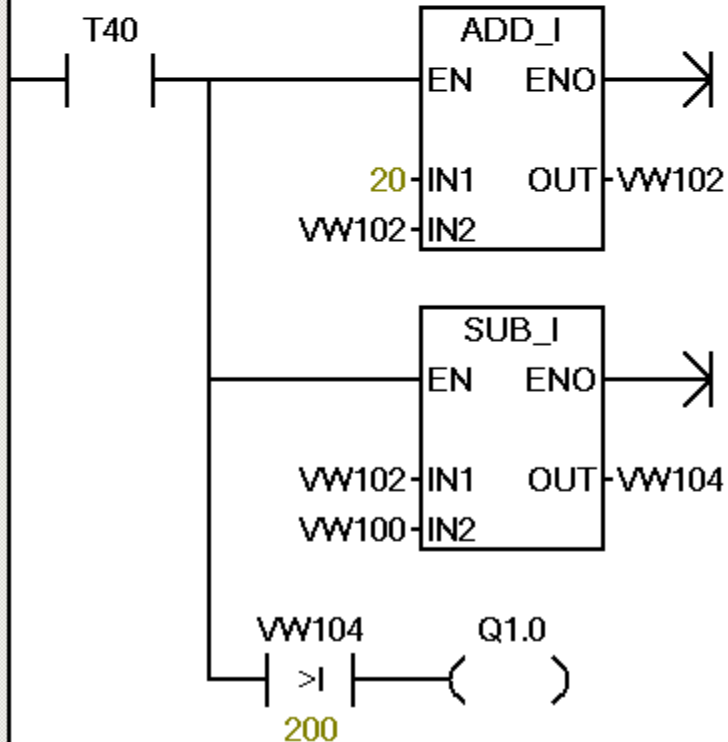 T40
ADD_I
EN ENO
20 IN1 OUT VW102
VW102 IN2
SUB_I
EN ENO
VW102 IN1 OUT VW104
VW100 IN2
VW104 Q1.0
>I
200